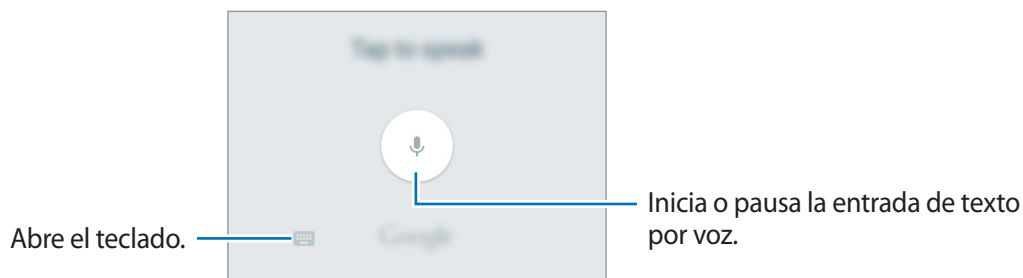 Tap to speak
Inicia o pausa la entrada de texto
por voz.
Abre el teclado.
Google